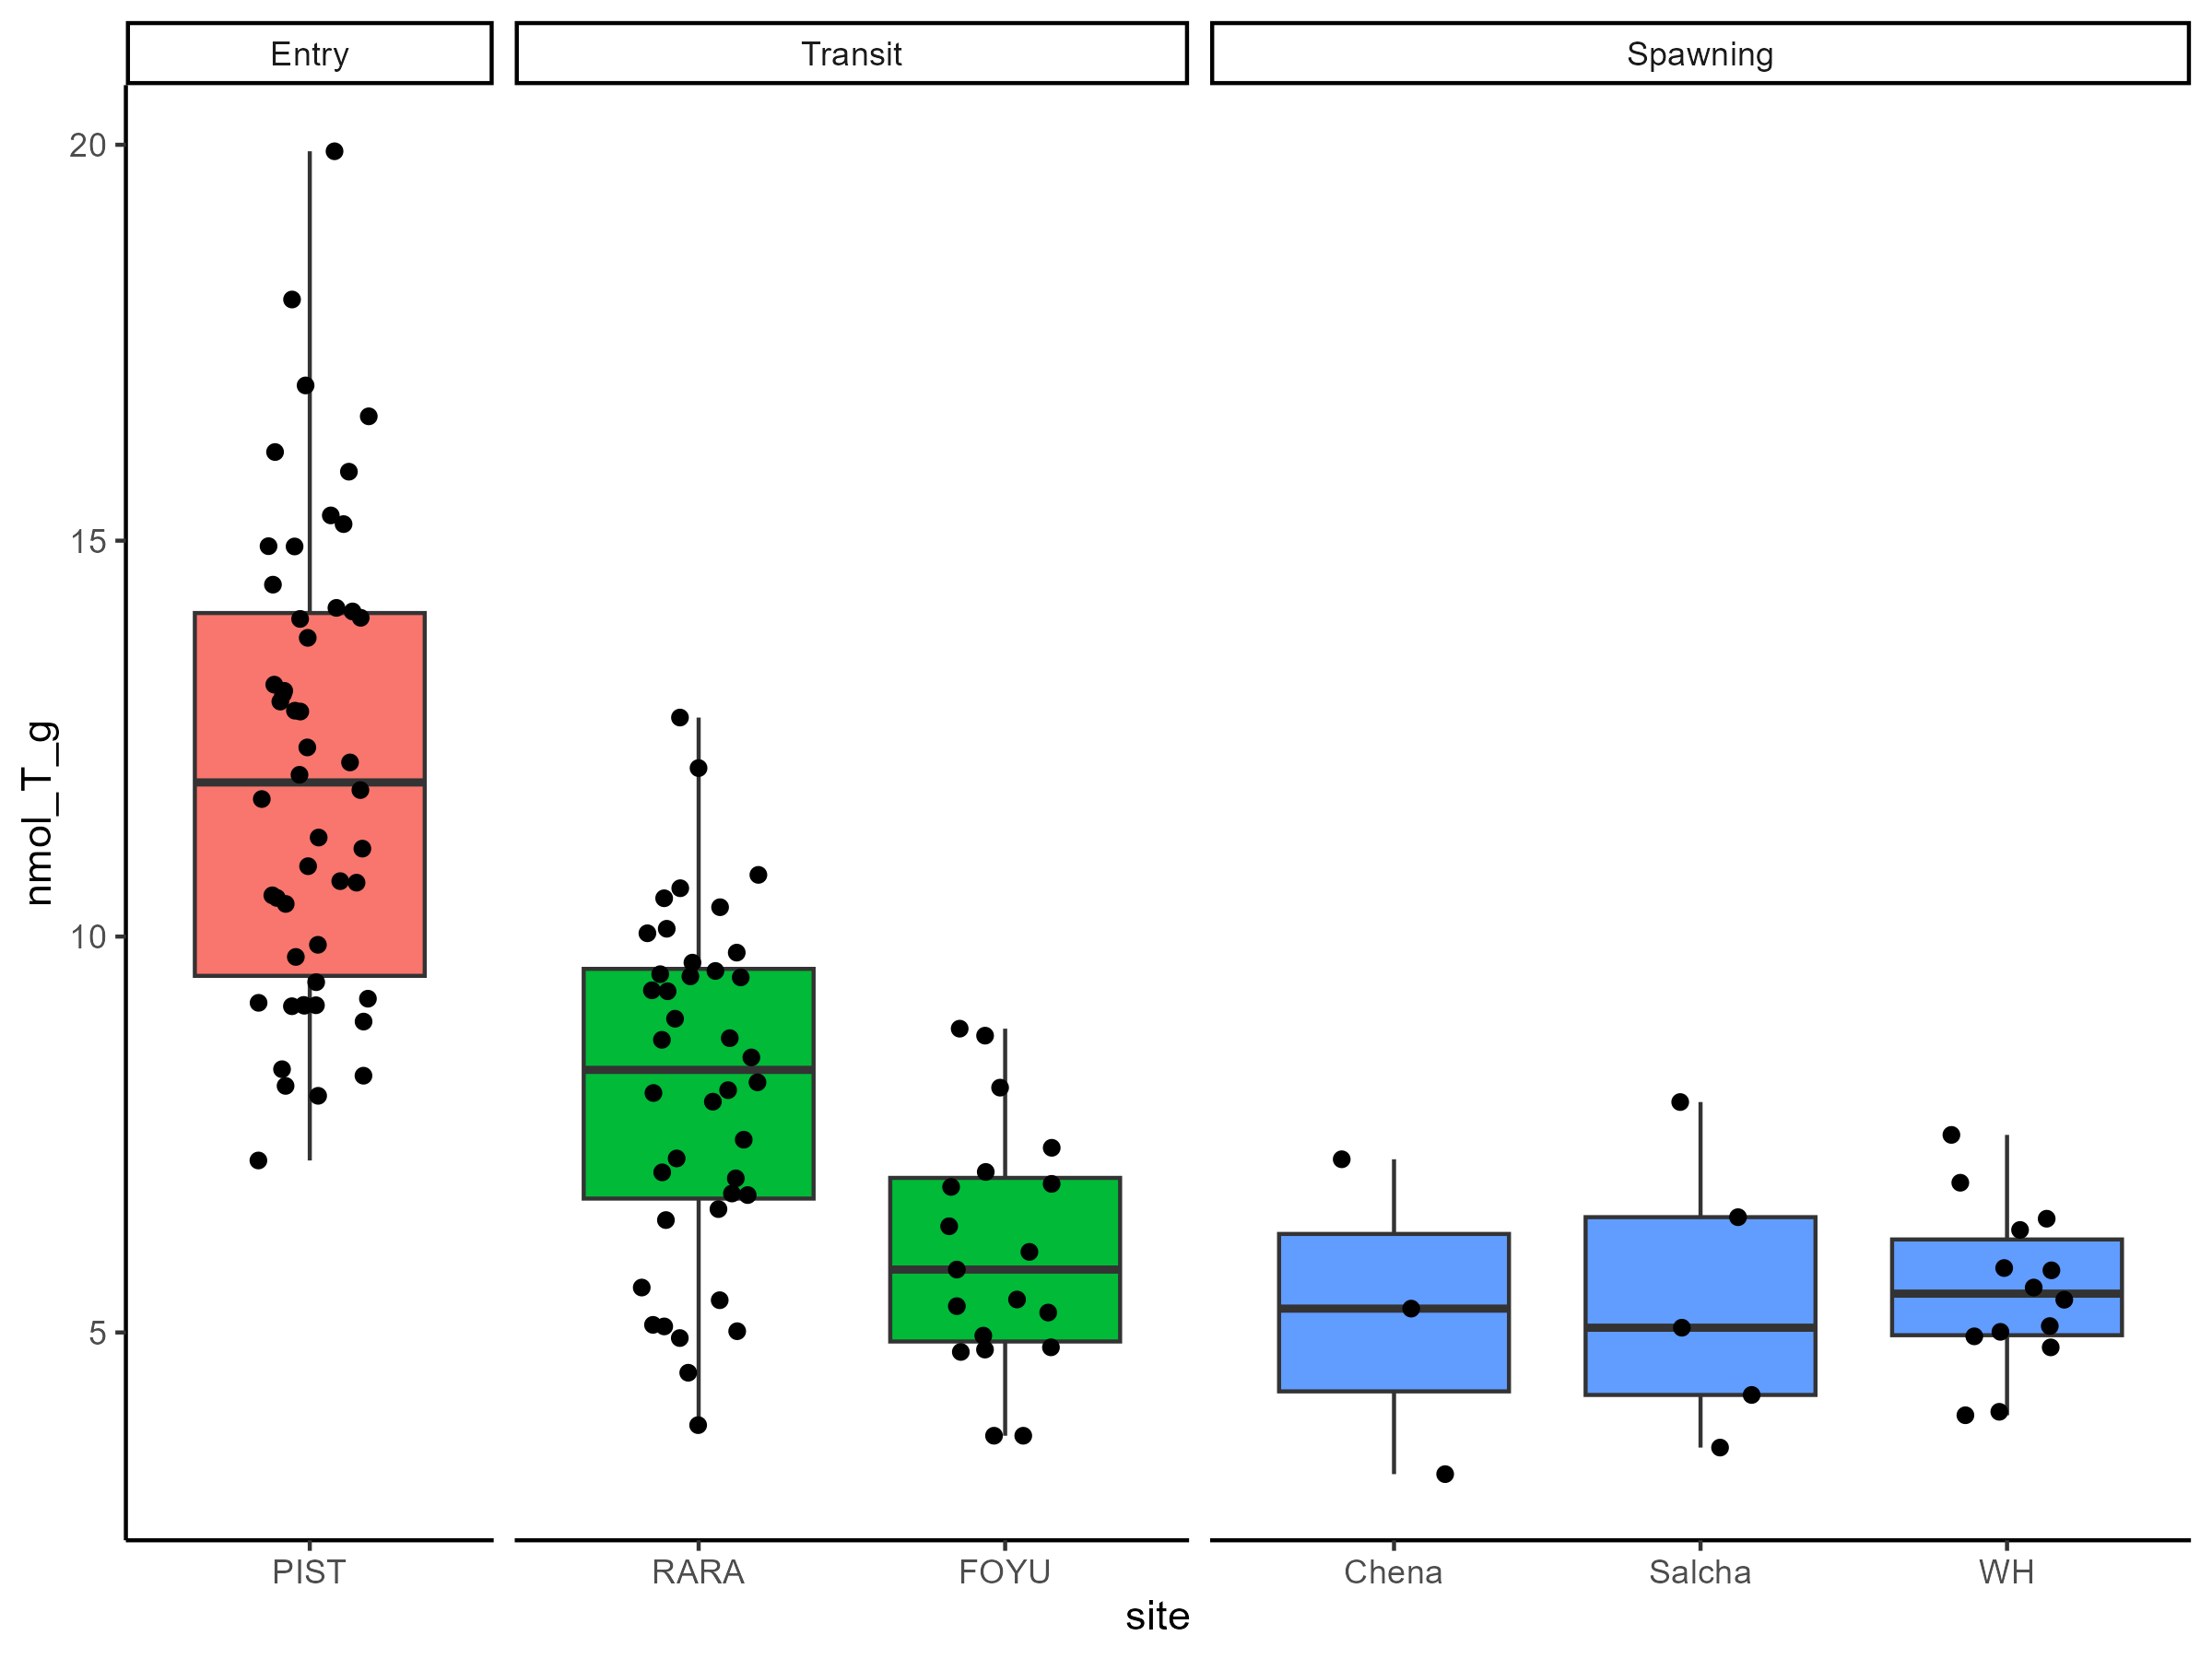 Entry Transit Spawning
20
15
10
5
nmol_T_g
PIST RARA FOYU Chena Salcha WH
site